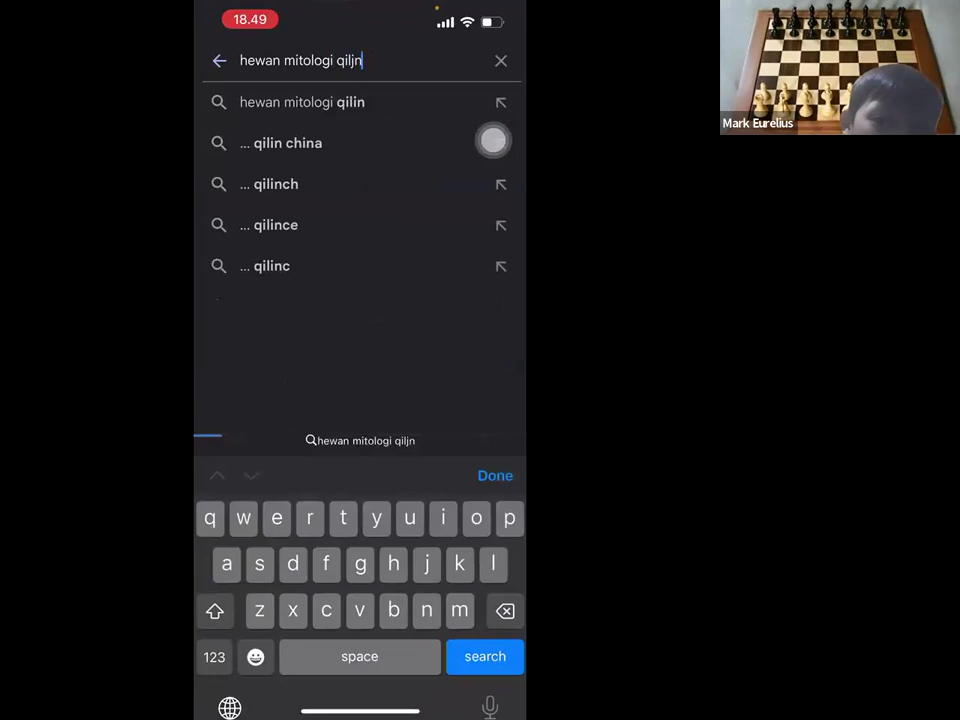 18.49
hewan mitologi qiljn
hewan mitologi qilin
... qilin china
... qilinch
... qilince
... qilinc
hewan mitologi qiljn
Done
q w e r t y u i o p
a s d f g h j k l
z x c v b n m
123 space search
Mark Eurelius